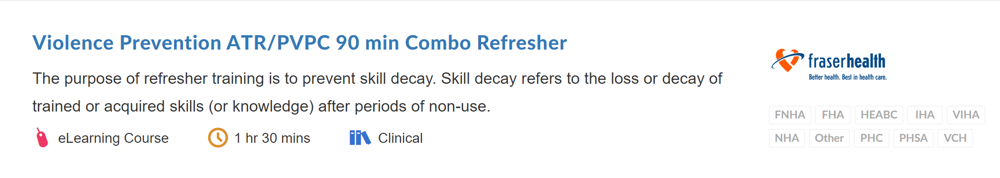 Violence Prevention ATR/PVPC 90 min Combo Refresher
The purpose of refresher training is to prevent skill decay. Skill decay refers to the loss or decay of
trained or acquired skills (or knowledge) after periods of non-use.
eLearning Course 1 hr 30 mins Clinical
fraserhealth
Better health. Best in health care.
FNHA FHA HEABC IHA VIHA
NHA Other PHC PHSA VCH